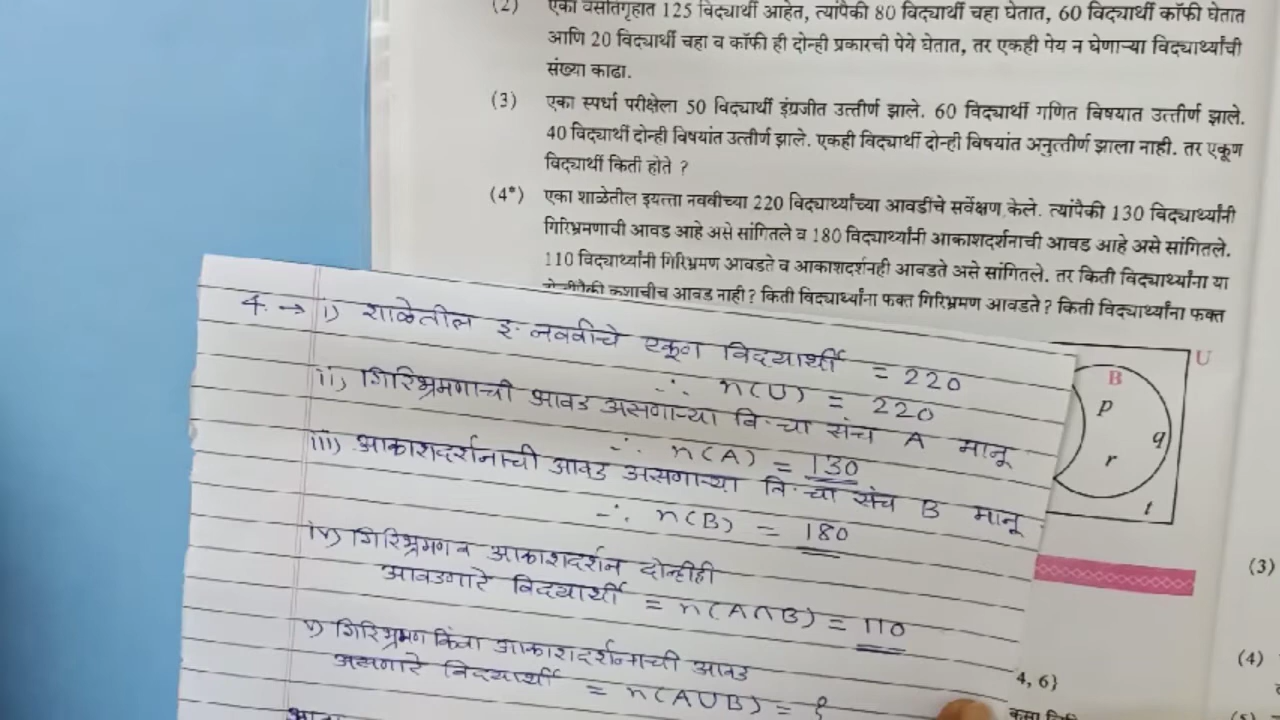 (2) एका वसतिगृहात 125 विद्यार्थी आहेत, त्यांपैकी 80 विद्यार्थी चहा घेतात, 60 विद्यार्थी कॉफी घेतात
आणि 20 विद्यार्थी चहा व कॉफी ही दोन्ही प्रकारची पेये घेतात, तर एकही पेय न घेणाऱ्या विद्यार्थ्यांची
संख्या काढा.
(3) एका स्पर्धा परीक्षेला 50 विद्यार्थी इंग्रजीत उत्तीर्ण झाले. 60 विद्यार्थी गणित विषयात उत्तीर्ण झाले.
40 विद्यार्थी दोन्ही विषयांत उत्तीर्ण झाले. एकही विद्यार्थी दोन्ही विषयांत अनुत्तीर्ण झाला नाही. तर एकूण
विद्यार्थी किती होते ?
(4*) एका शाळेतील इयत्ता नववीच्या 220 विद्यार्थ्यांच्या आवडीचे सर्वेक्षण केले. त्यांपैकी 130 विद्यार्थ्यांनी
गिरिभ्रमणाची आवड आहे असे सांगितले व 180 विद्यार्थ्यांनी आकाशदर्शनाची आवड आहे असे सांगितले.
110 विद्यार्थ्यांनी गिरिभ्रमण आवडते व आकाशदर्शनही आवडते असे सांगितले. तर किती विद्यार्थ्यांना या
कशाचीच आवड नाही ? किती विद्यार्थ्यांना फक्त गिरिभ्रमण आवडते ? किती विद्यार्थ्यांना फक्त
4. → i) शाळेतील इ. नववीचे एकूण विद्यार्थी = 220
∴ n(U) = 220
ii) गिरिभ्रमणाची आवड असणाऱ्या वि.चा संच A मानू
∴ n(A) = 130
iii) आकाशदर्शनाची आवड असणाऱ्या वि.चा संच B मानू
∴ n(B) = 180
iv) गिरिभ्रमण व आकाशदर्शन दोन्हीही
आवडणारे विद्यार्थी = n(A∩B) = 110
v) गिरिभ्रमण किंवा आकाशदर्शनाची आवड
असणारे विद्यार्थी = n(A∪B) = ?
U
B
p
q
r
t
(3)
4, 6}
(4)